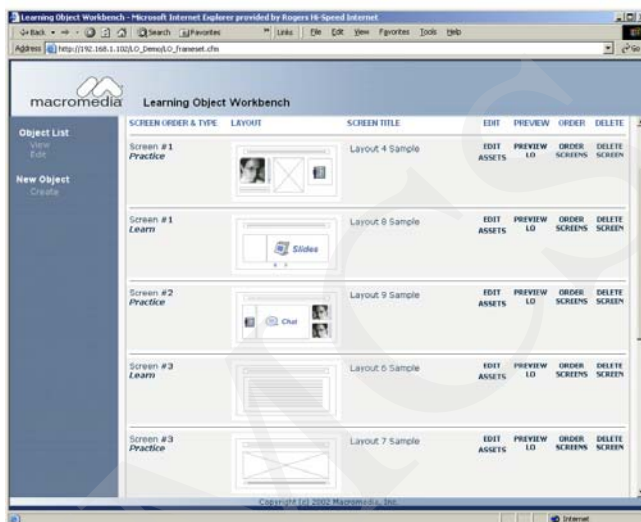 Learning Object Workbench - Microsoft Internet Explorer provided by Rogers Hi-Speed Internet
Back Search Favorites » Links File Edit View Favorites Tools Help
Address http://192.168.1.102/LO_Demo/LO_frameset.cfm Go
macromedia Learning Object Workbench
Object List
View
Edit
New Object
Create
SCREEN ORDER & TYPE LAYOUT SCREEN TITLE EDIT PREVIEW ORDER DELETE
Screen #1 Layout 4 Sample EDIT PREVIEW ORDER DELETE
Practice ASSETS LO SCREENS SCREEN
Screen #1 Layout 8 Sample EDIT PREVIEW ORDER DELETE
Learn ASSETS LO SCREENS SCREEN
Slides
Screen #2 Layout 9 Sample EDIT PREVIEW ORDER DELETE
Practice ASSETS LO SCREENS SCREEN
Chat
Screen #3 Layout 6 Sample EDIT PREVIEW ORDER DELETE
Learn ASSETS LO SCREENS SCREEN
Screen #3 Layout 7 Sample EDIT PREVIEW ORDER DELETE
Practice ASSETS LO SCREENS SCREEN
Copyright (c) 2002 Macromedia, Inc.
Internet